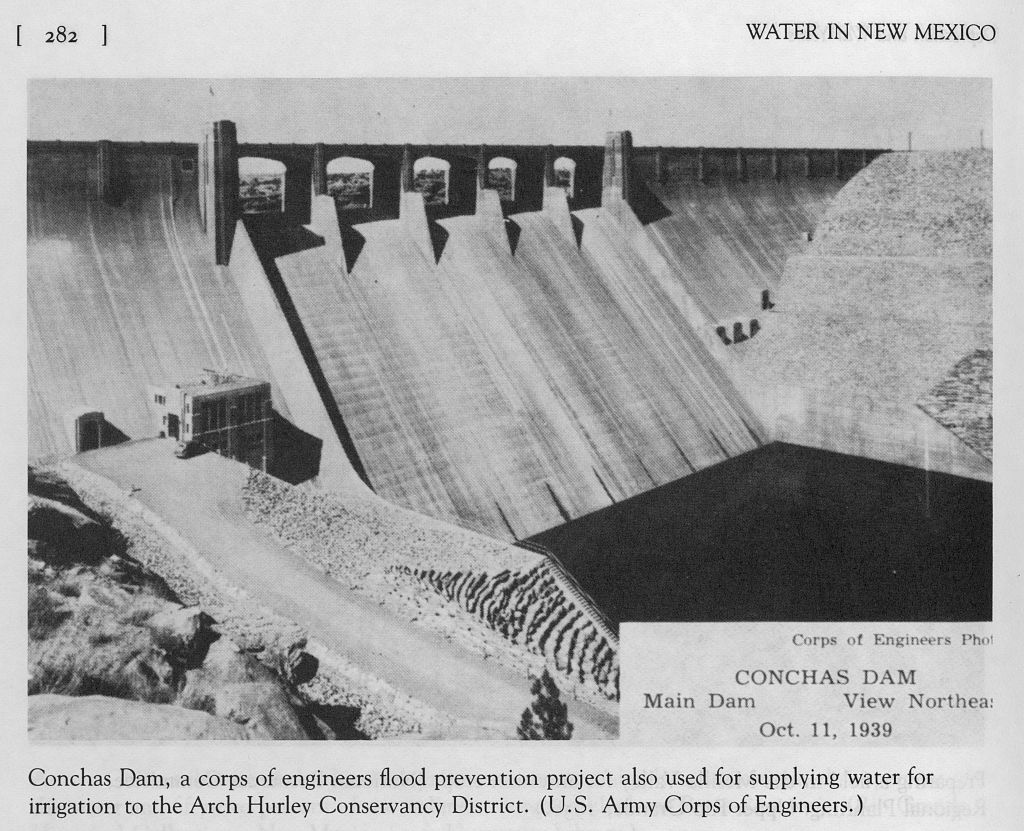 [ 282 ]
WATER IN NEW MEXICO
Corps of Engineers Phot
CONCHAS DAM
Main Dam View Northeas
Oct. 11, 1939
Conchas Dam, a corps of engineers flood prevention project also used for supplying water for
irrigation to the Arch Hurley Conservancy District. (U.S. Army Corps of Engineers.)